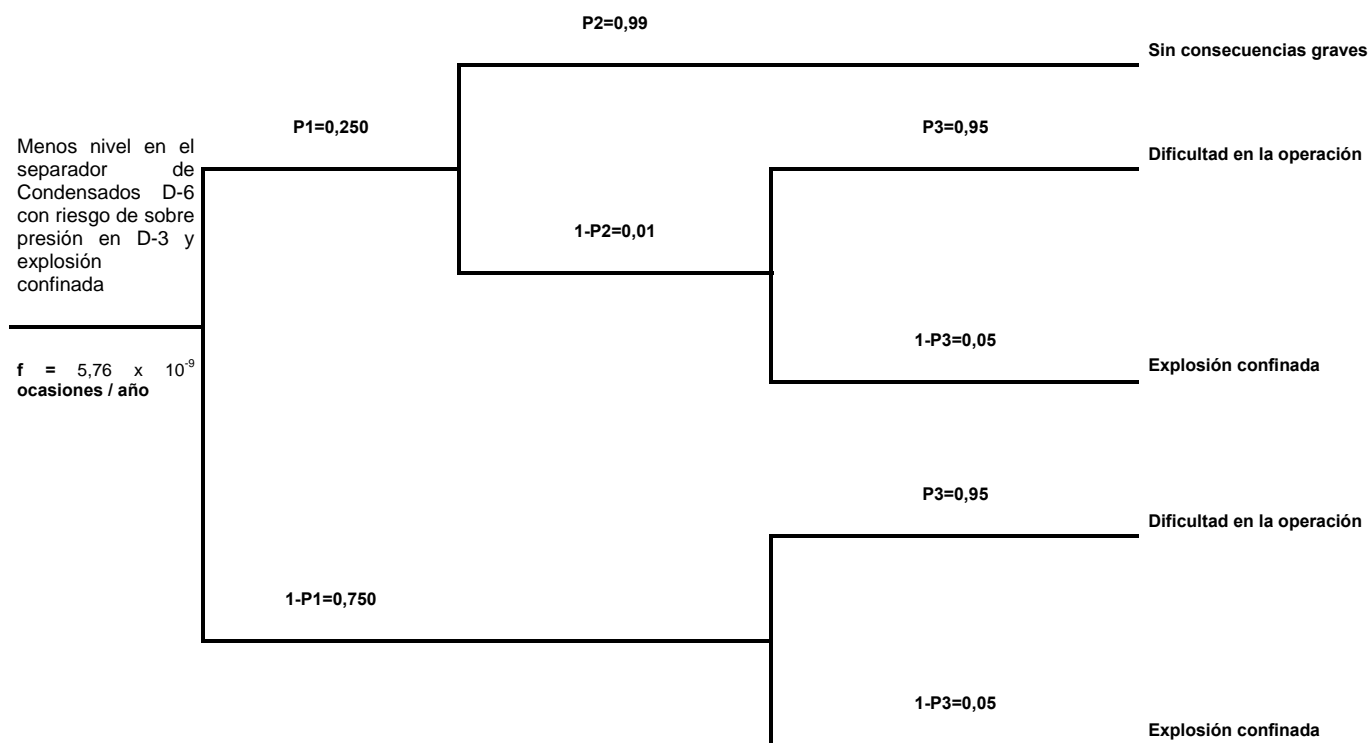 P2=0,99
Sin consecuencias graves
P1=0,250
P3=0,95
Menos nivel en el
separador de
Condensados D-6
con riesgo de sobre
presión en D-3 y
explosión
confinada
Dificultad en la operación
1-P2=0,01
1-P3=0,05
f = 5,76 x 10⁻⁹
ocasiones / año
Explosión confinada
P3=0,95
Dificultad en la operación
1-P1=0,750
1-P3=0,05
Explosión confinada